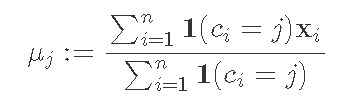 μ_j := \frac{\sum_{i=1}^{n} \mathbf{1}(c_i = j)\mathbf{x}_i}{\sum_{i=1}^{n} \mathbf{1}(c_i = j)}